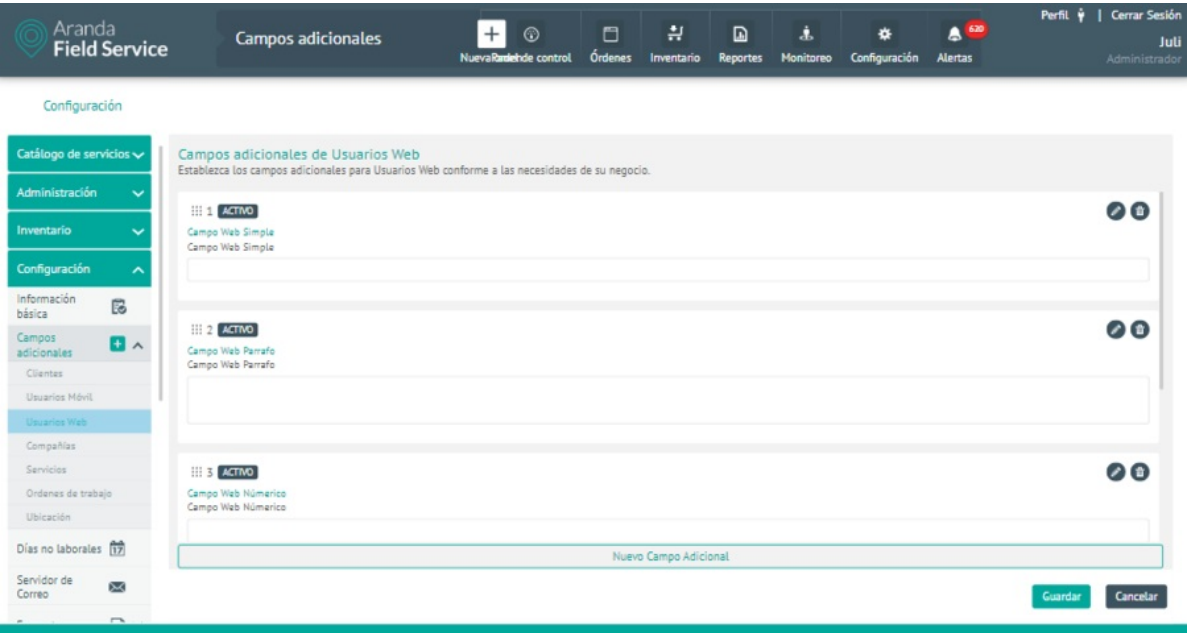 Aranda
Field Service
Campos adicionales
Nueva
de control
Órdenes
Inventario
Reportes
Monitoreo
Configuración
Alertas
620
Perfil | Cerrar Sesión
Juli
Administrador
Configuración
Catálogo de servicios
Administración
Inventario
Configuración
Información
básica
Campos
adicionales
Clientes
Usuarios Móvil
Usuarios Web
Compañías
Servicios
Ordenes de trabajo
Ubicación
Días no laborales
17
Servidor de
Correo
Campos adicionales de Usuarios Web
Establezca los campos adicionales para Usuarios Web conforme a las necesidades de su negocio.
1 ACTIVO
Campo Web Simple
Campo Web Simple
2 ACTIVO
Campo Web Parrafo
Campo Web Parrafo
3 ACTIVO
Campo Web Númerico
Campo Web Númerico
Nuevo Campo Adicional
Guardar
Cancelar